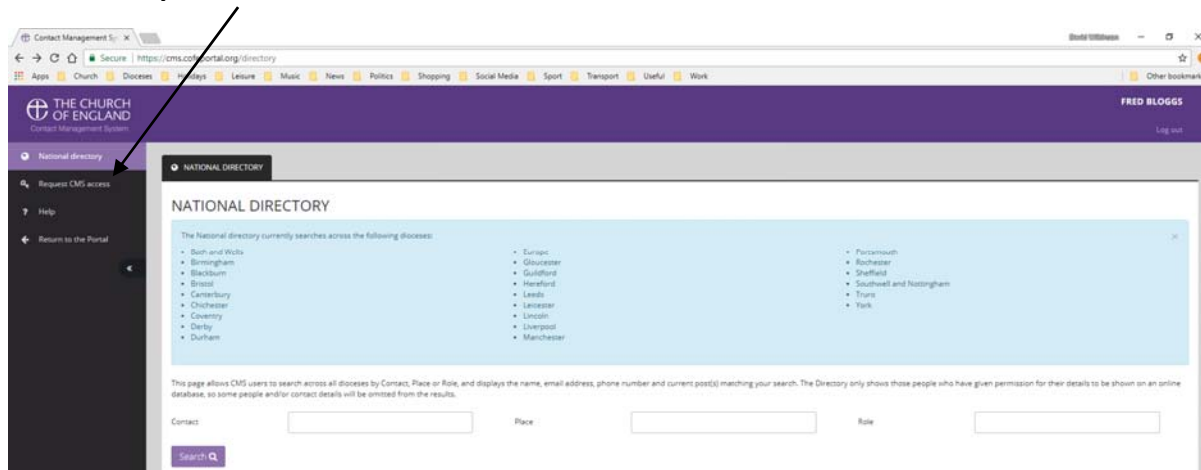 Contact Management Sy
Secure https://cms.cofeportal.org/directory
Apps Church Dioceses Holidays Leisure Music News Politics Shopping Social Media Sport Transport Useful Work Other bookmark
THE CHURCH
OF ENGLAND
Contact Management System
FRED BLOGGS
Log out
National directory
Request CMS access
? Help
Return to the Portal
NATIONAL DIRECTORY
NATIONAL DIRECTORY
The National directory currently searches across the following dioceses:
• Bath and Wells
• Birmingham
• Blackburn
• Bristol
• Canterbury
• Chichester
• Coventry
• Derby
• Durham
• Europe
• Gloucester
• Guildford
• Hereford
• Leeds
• Leicester
• Lincoln
• Liverpool
• Manchester
• Portsmouth
• Rochester
• Sheffield
• Southwell and Nottingham
• Truro
• York
This page allows CMS users to search across all dioceses by Contact, Place or Role, and displays the name, email address, phone number and current post(s) matching your search. The Directory only shows those people who have given permission for their details to be shown on an online
database, so some people and/or contact details will be omitted from the results.
Contact Place Role
Search